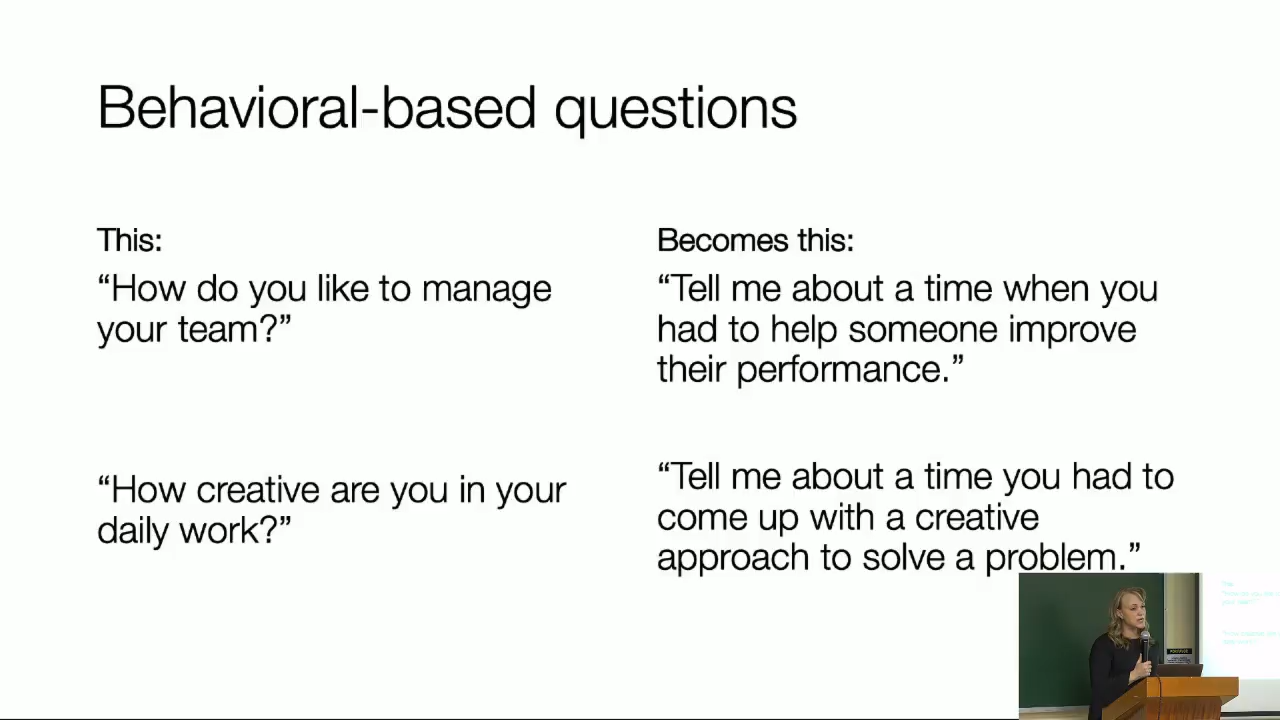 Behavioral-based questions
This:
“How do you like to manage
your team?”
“How creative are you in your
daily work?”
Becomes this:
“Tell me about a time when you
had to help someone improve
their performance.”
“Tell me about a time you had to
come up with a creative
approach to solve a problem.”